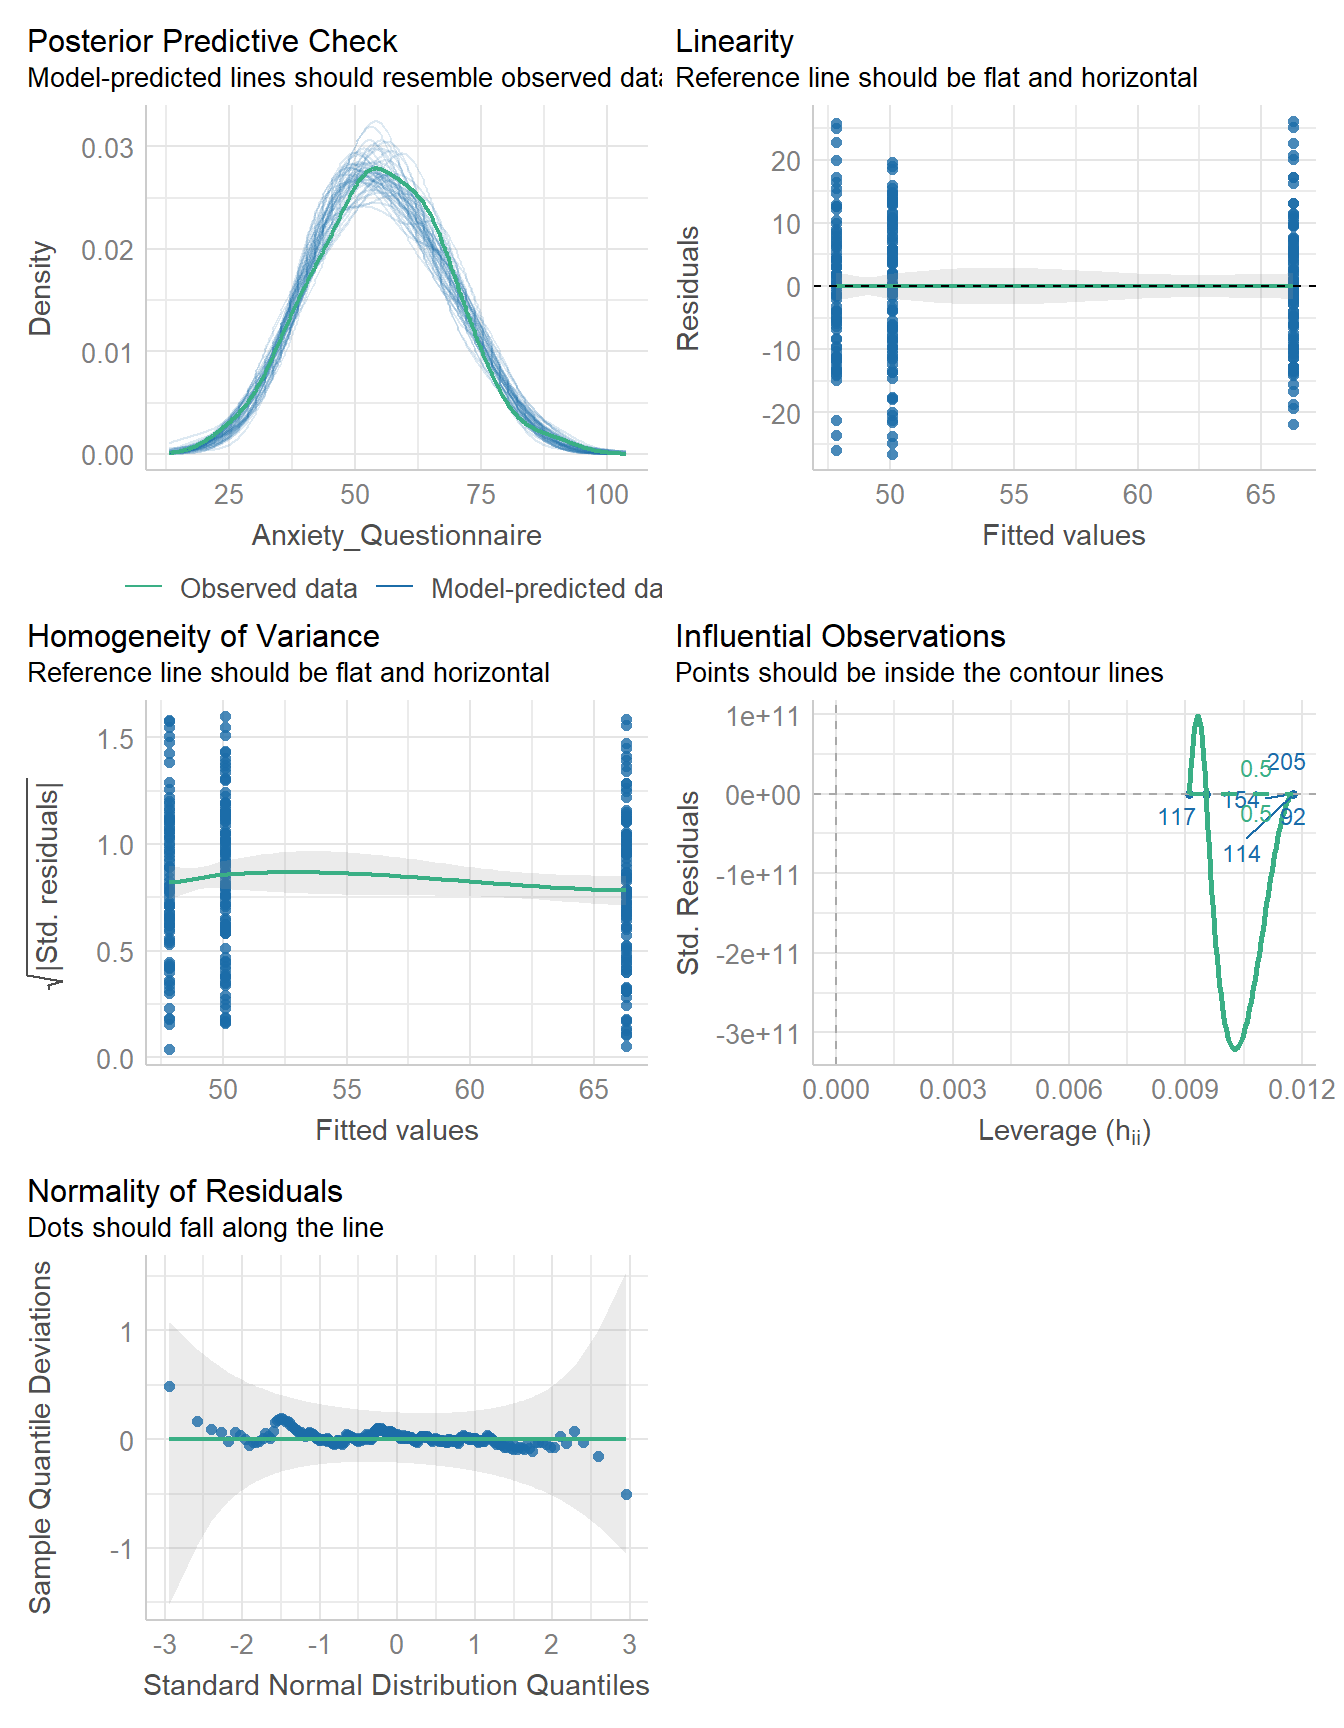 Posterior Predictive Check
Model-predicted lines should resemble observed data
0.03
0.02
0.01
0.00
Density
25 50 75 100
Anxiety_Questionnaire
Observed data Model-predicted da
Linearity
Reference line should be flat and horizontal
20
10
0
-10
-20
Residuals
50 55 60 65
Fitted values
Homogeneity of Variance
Reference line should be flat and horizontal
1.5
1.0
0.5
0.0
√|Std. residuals|
50 55 60 65
Fitted values
Influential Observations
Points should be inside the contour lines
1e+11
0e+00
-1e+11
-2e+11
-3e+11
Std. Residuals
205
0.5
154
117
0.5
92
114
0.000 0.003 0.006 0.009 0.012
Leverage (hii)
Normality of Residuals
Dots should fall along the line
1
0
-1
Sample Quantile Deviations
-3 -2 -1 0 1 2 3
Standard Normal Distribution Quantiles